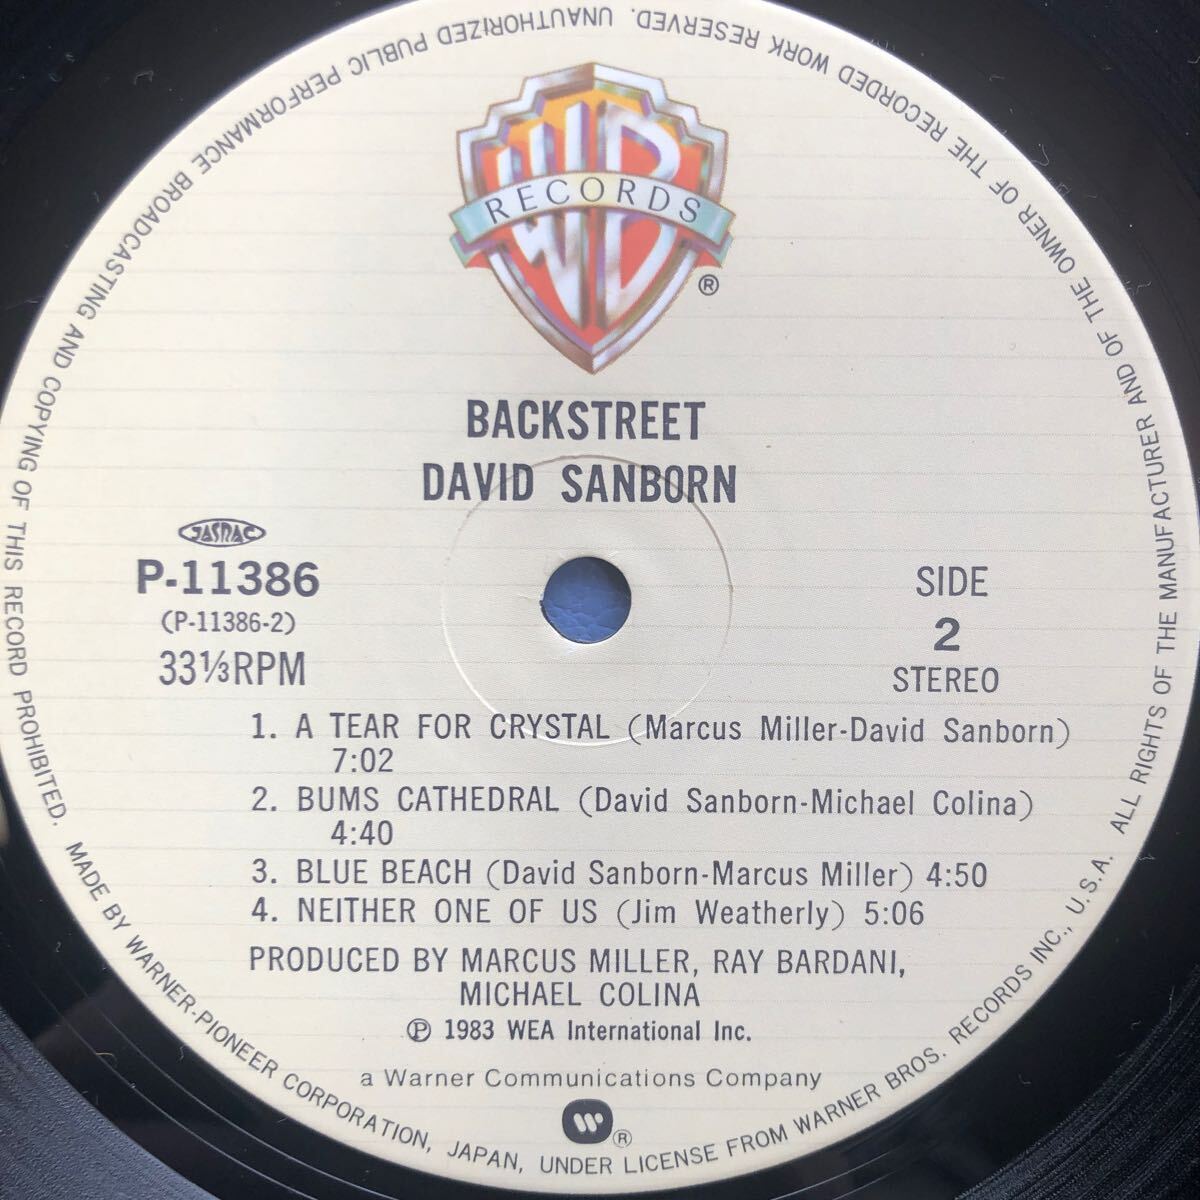 WB
RECORDS
®
BACKSTREET
DAVID SANBORN
JASRAC
P-11386
(P-11386-2)
33⅓RPM
SIDE
2
STEREO
1. A TEAR FOR CRYSTAL (Marcus Miller-David Sanborn)
7:02
2. BUMS CATHEDRAL (David Sanborn-Michael Colina)
4:40
3. BLUE BEACH (David Sanborn-Marcus Miller) 4:50
4. NEITHER ONE OF US (Jim Weatherly) 5:06
PRODUCED BY MARCUS MILLER, RAY BARDANI,
MICHAEL COLINA
℗ 1983 WEA International Inc.
a Warner Communications Company
W ®
MADE BY WARNER-PIONEER CORPORATION, JAPAN, UNDER LICENSE FROM WARNER BROS. RECORDS INC., U.S.A. ALL RIGHTS OF THE MANUFACTURER AND OF THE OWNER OF THE RECORDED WORK RESERVED. UNAUTHORIZED PUBLIC PERFORMANCE BROADCASTING AND COPYING OF THIS RECORD PROHIBITED.